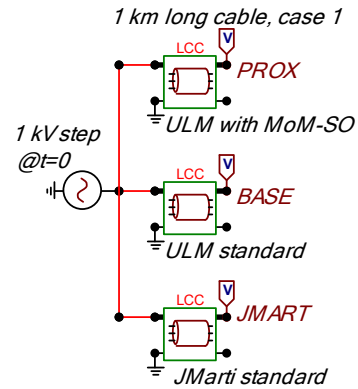 1 km long cable, case 1
V
LCC
PROX
ULM with MoM-SO
1 kV step
@t=0
V
LCC
BASE
ULM standard
V
LCC
JMART
JMarti standard